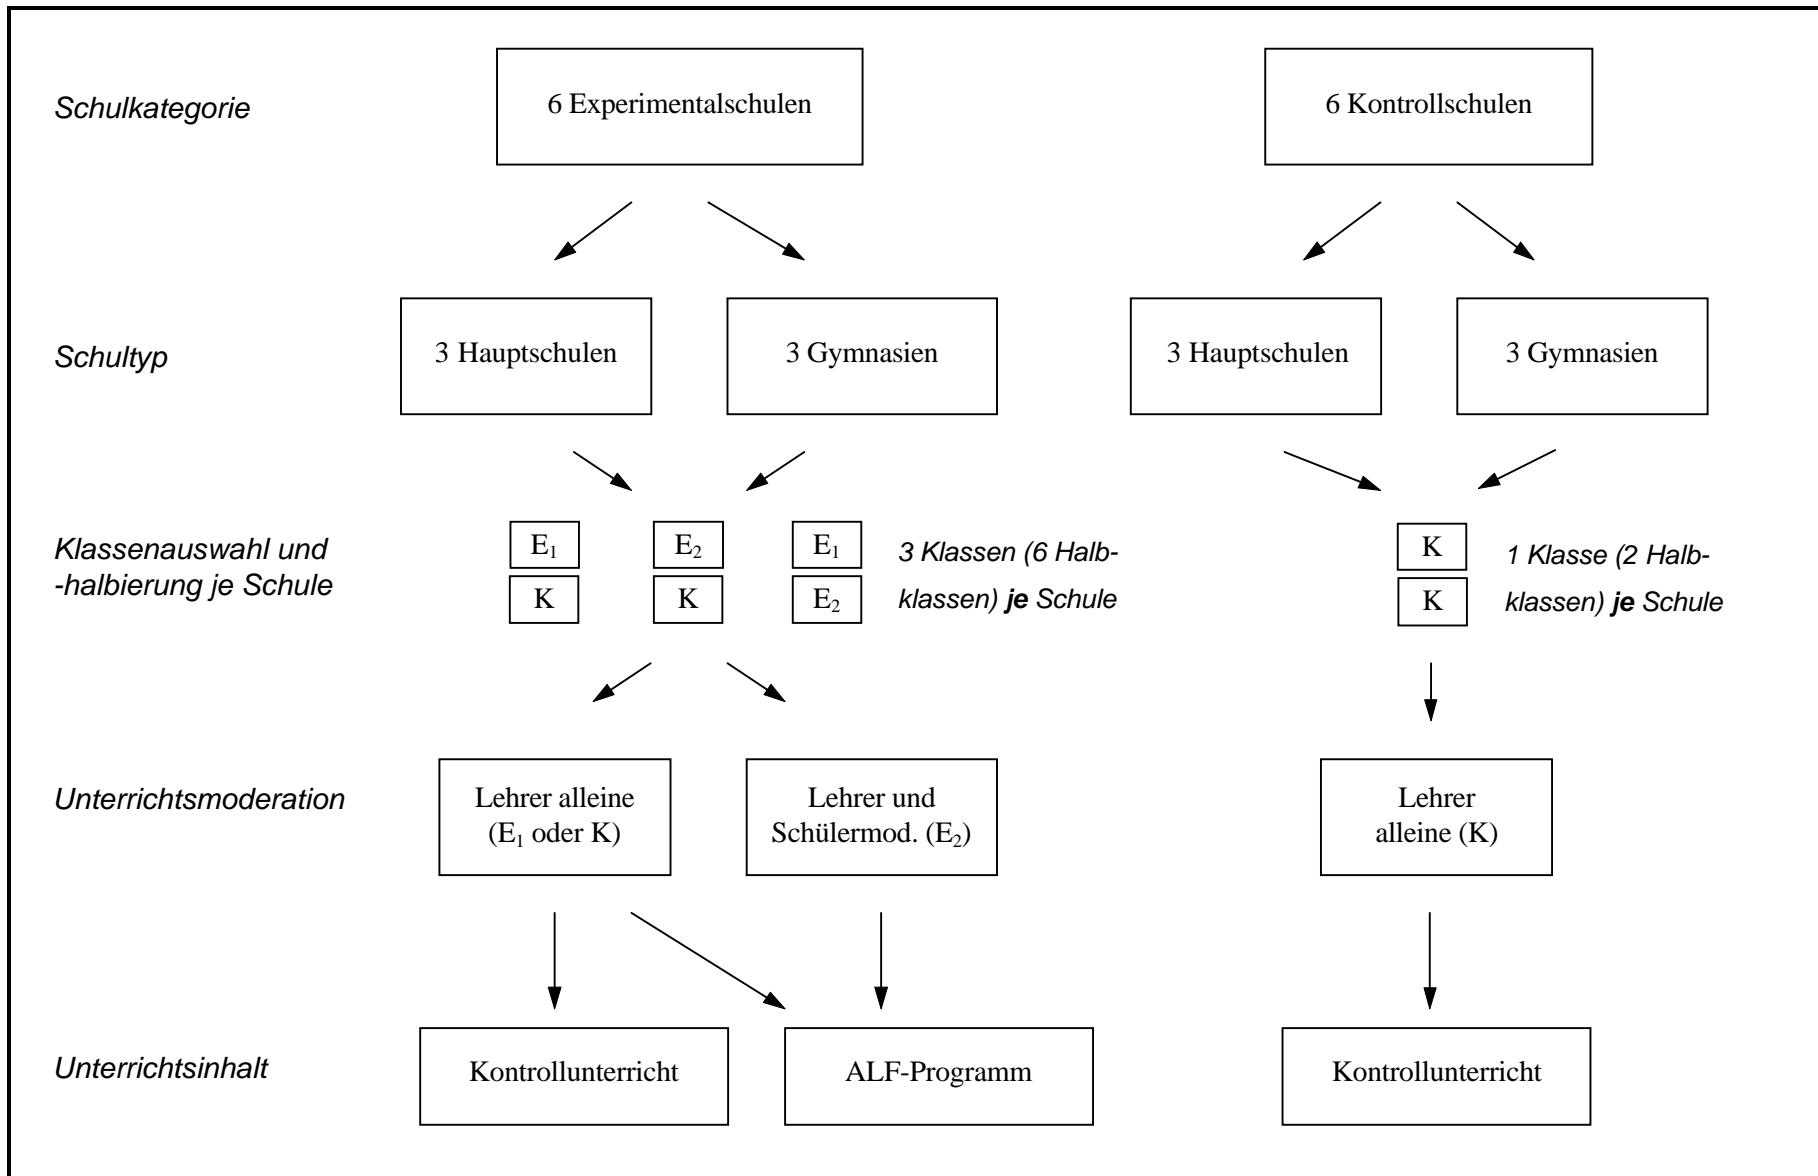 Schulkategorie
6 Experimentalschulen
6 Kontrollschulen
Schultyp
3 Hauptschulen
3 Gymnasien
3 Hauptschulen
3 Gymnasien
Klassenauswahl und
-halbierung je Schule
E₁
K
E₂
K
E₁
E₂
3 Klassen (6 Halb-
klassen) je Schule
K
K
1 Klasse (2 Halb-
klassen) je Schule
Unterrichtsmoderation
Lehrer alleine
(E₁ oder K)
Lehrer und
Schülermod. (E₂)
Lehrer
alleine (K)
Unterrichtsinhalt
Kontrollunterricht
ALF-Programm
Kontrollunterricht